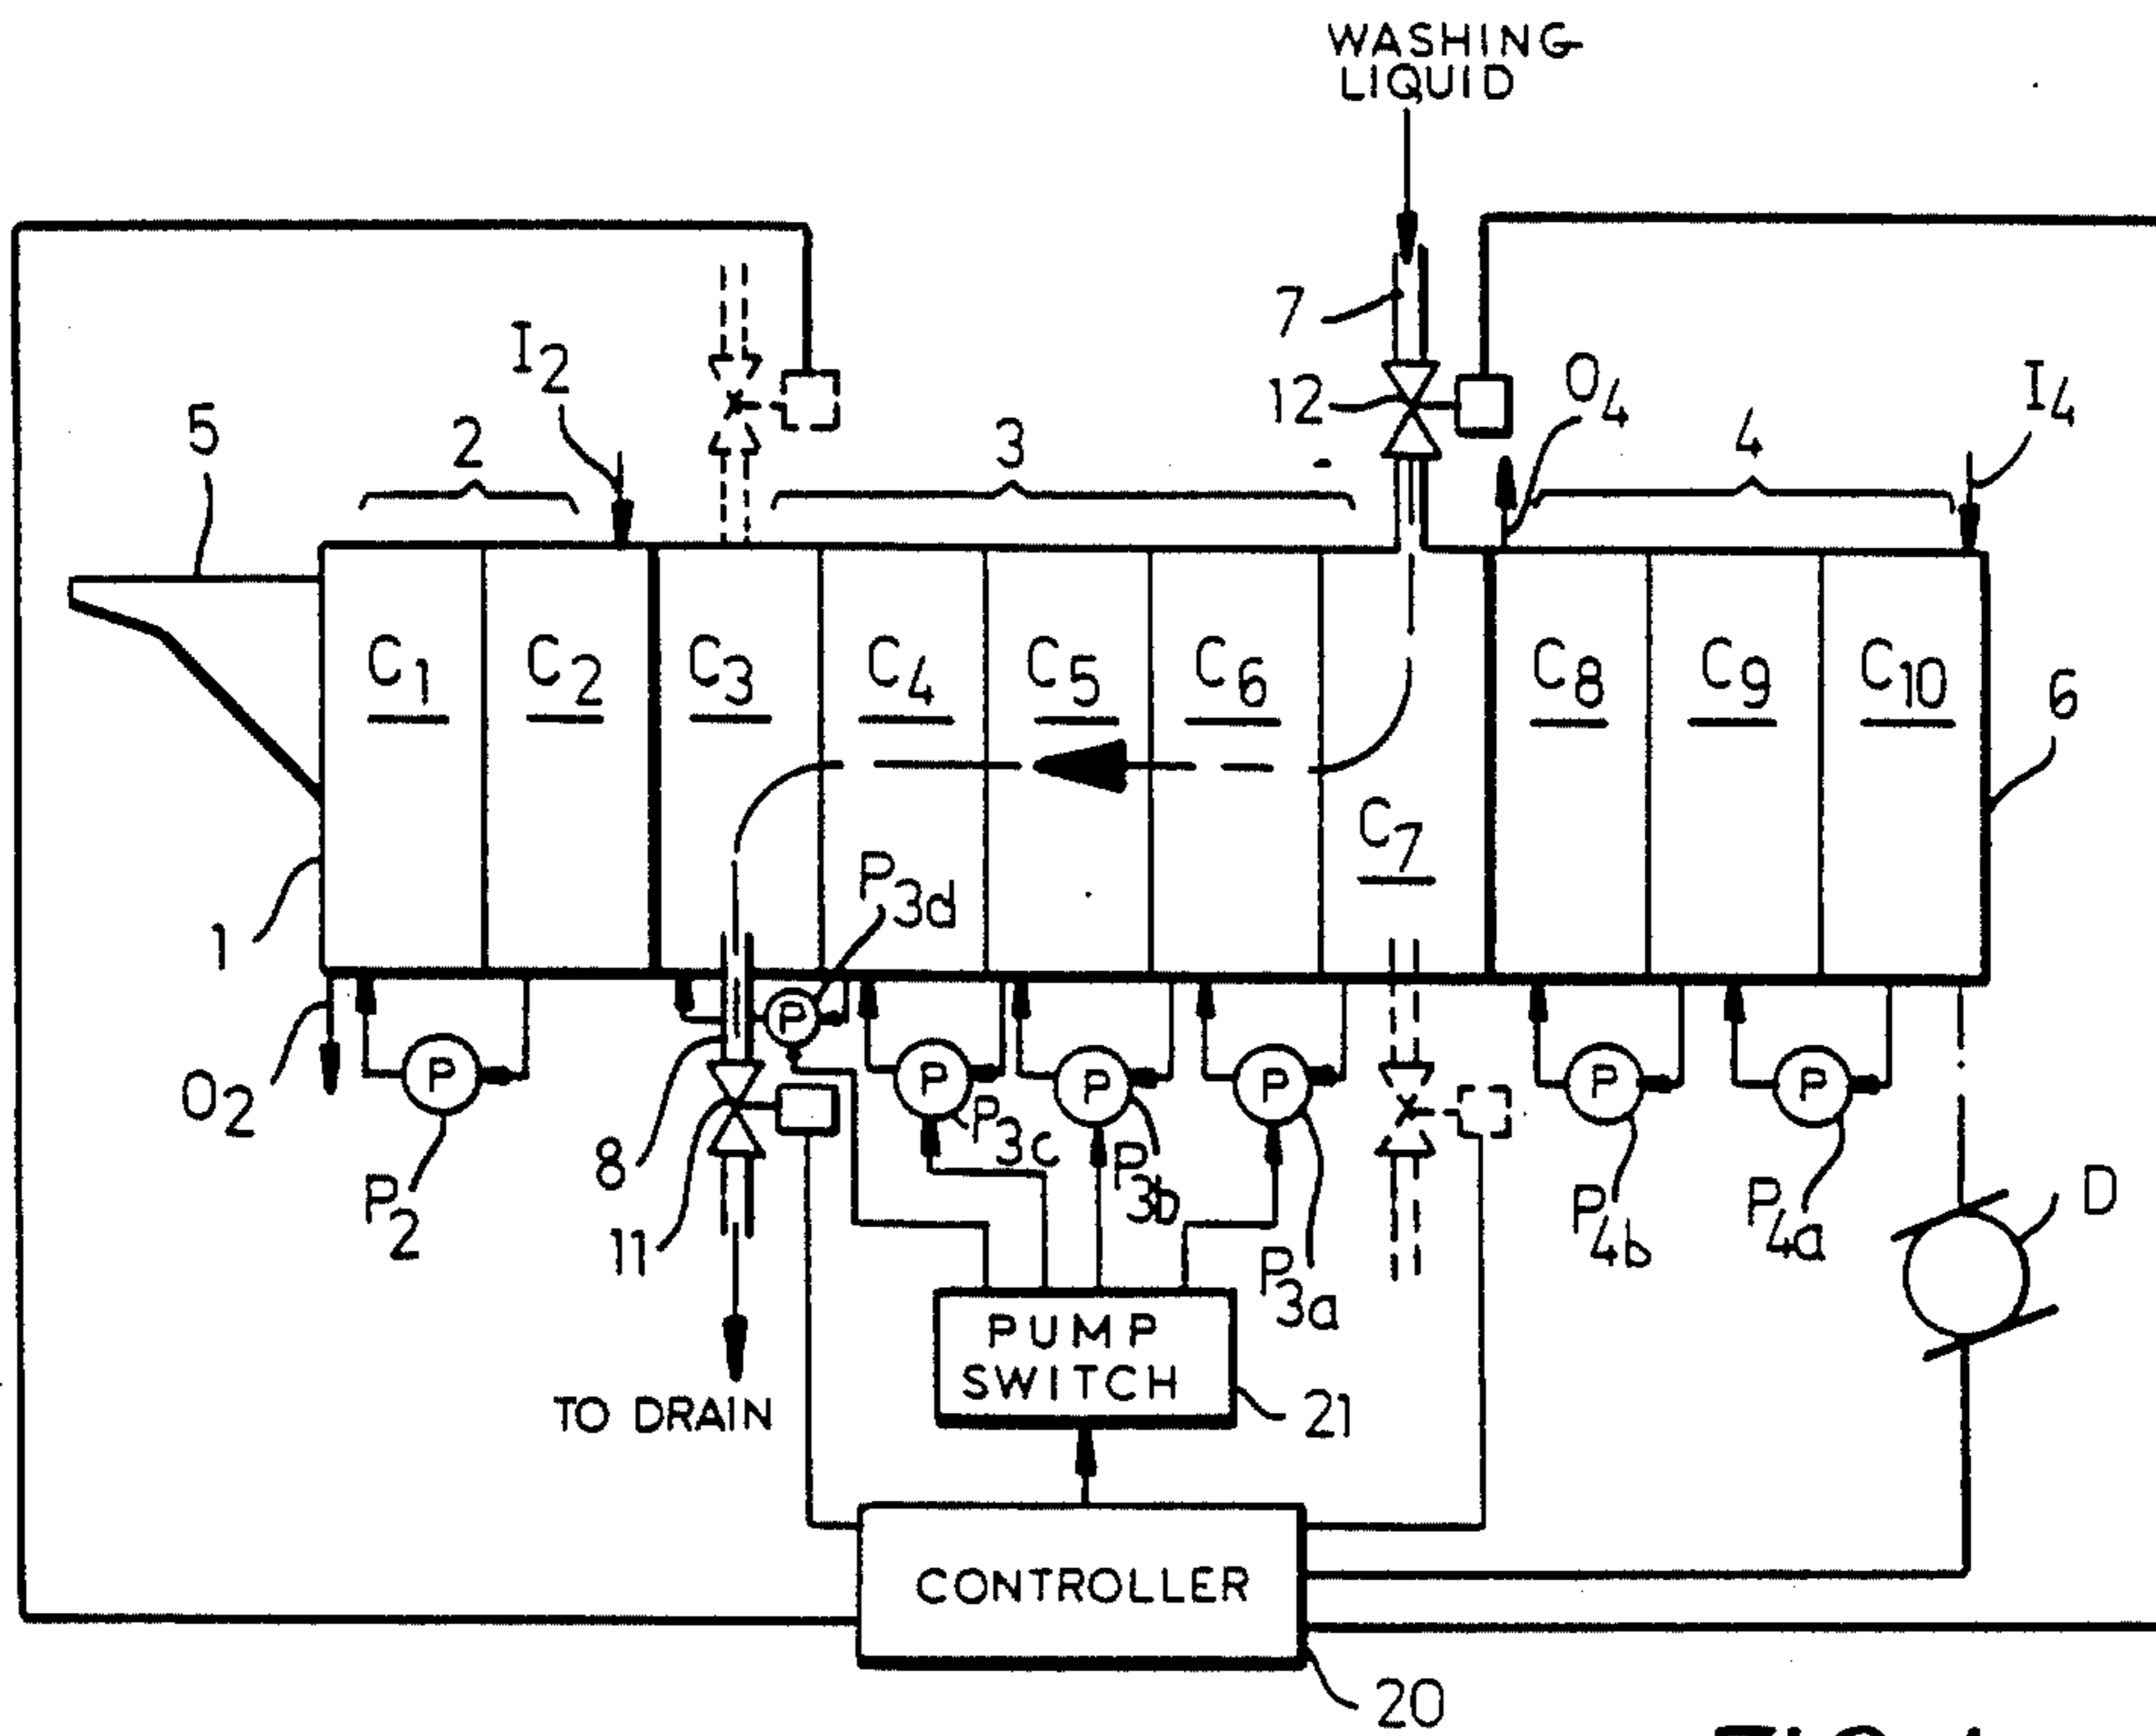 WASHING
LIQUID
7
I2
12
O4
I4
5
2
3
4
C1
C2
C3
C4
C5
C6
C8
C9
C10
6
C7
P3d
1
O2
P
P
P
P
P
P
P
P3c
8
P3b
P2
11
P4b
P4a
D
P3a
PUMP
SWITCH
TO DRAIN
21
CONTROLLER
20